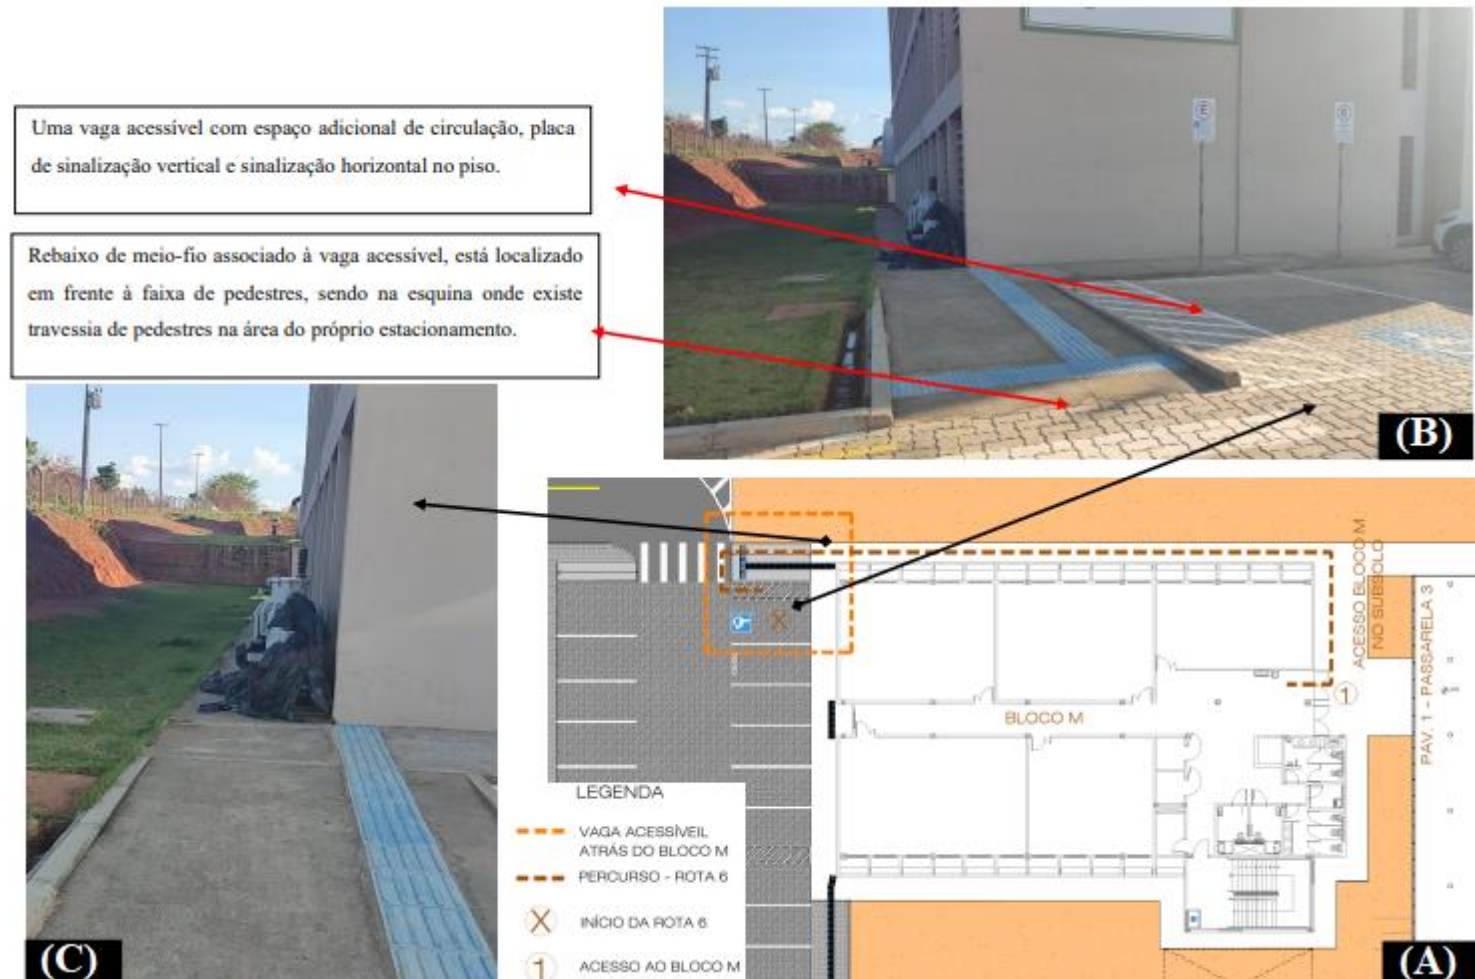 Uma vaga acessível com espaço adicional de circulação, placa
de sinalização vertical e sinalização horizontal no piso.
Rebaixo de meio-fio associado à vaga acessível, está localizado
em frente à faixa de pedestres, sendo na esquina onde existe
travessia de pedestres na área do próprio estacionamento.
(B)
(C)
ACESSO BLOCO M
NO SUBSOLO
PAV. 1 - PASSARELA 3
1
BLOCO M
X
LEGENDA
VAGA ACESSÍVEIL
ATRÁS DO BLOCO M
PERCURSO - ROTA 6
X INÍCIO DA ROTA 6
1 ACESSO AO BLOCO M
(A)